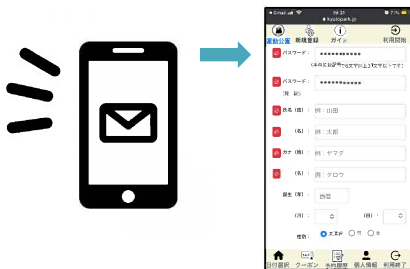 Gmail 19:31 71%
kyutopark.jp
運動公園 新規登録 ガイド 利用開始
パスワード: ●●●●●●●●●●●
パスワード: ●●●●●●●●●●●
氏名 (姓) : 例：山田
(名) : 例：太郎
カナ (姓) : 例：ヤマダ
(名) : 例：タロウ
誕生 (年) : 西暦
(月) : (日) :
性別: 未選択 男 女
日付選択 クーポン 予約履歴 個人情報 利用終了